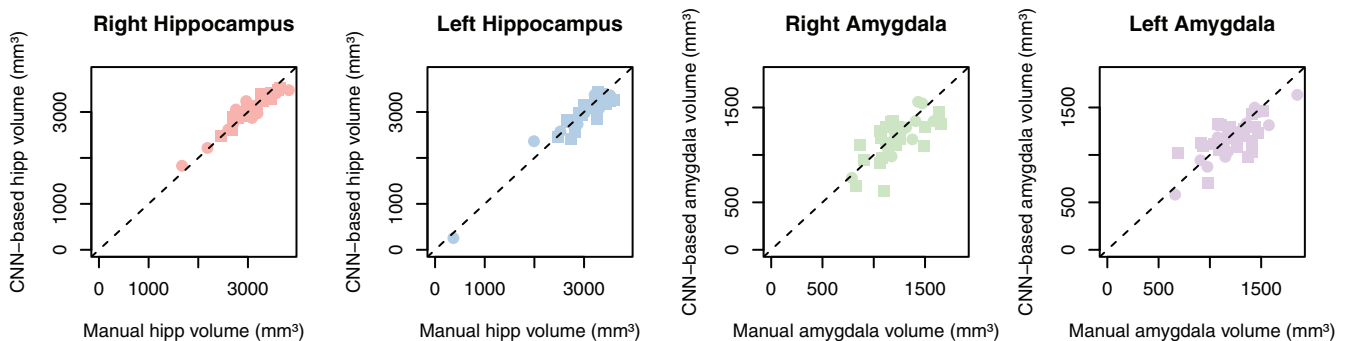 Right Hippocampus
CNN−based hipp volume (mm³)
0
1000
3000
0
1000
3000
Manual hipp volume (mm³)
Left Hippocampus
CNN−based hipp volume (mm³)
0
1000
3000
0
1000
3000
Manual hipp volume (mm³)
Right Amygdala
CNN−based amygdala volume (mm³)
0
500
1500
0
500
1500
Manual amygdala volume (mm³)
Left Amygdala
CNN−based amygdala volume (mm³)
0
500
1500
0
500
1500
Manual amygdala volume (mm³)